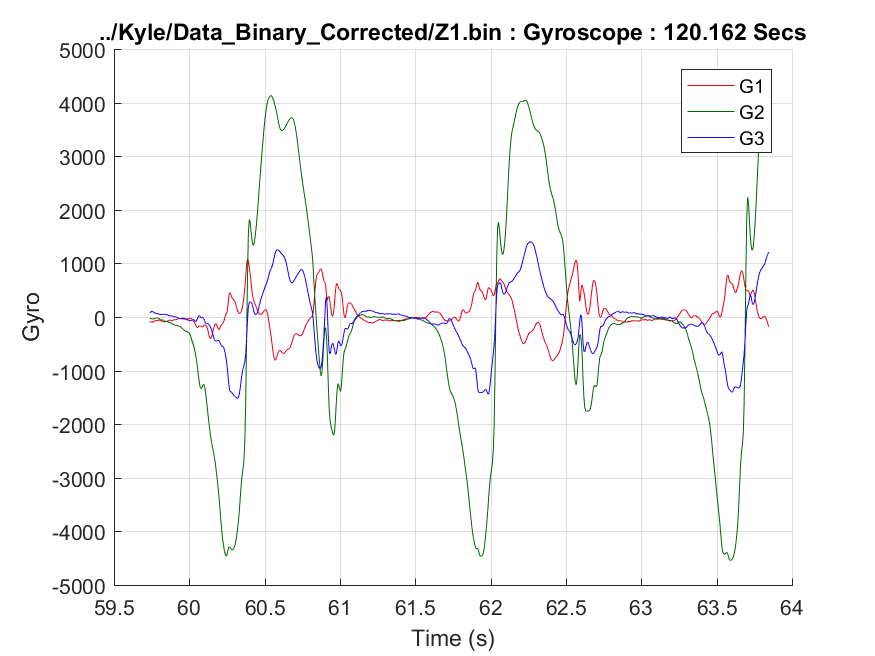 ../Kyle/Data_Binary_Corrected/Z1.bin : Gyroscope : 120.162 Secs
5000
4000
3000
2000
1000
0
-1000
-2000
-3000
-4000
-5000
Gyro
G1
G2
G3
59.5 60 60.5 61 61.5 62 62.5 63 63.5 64
Time (s)